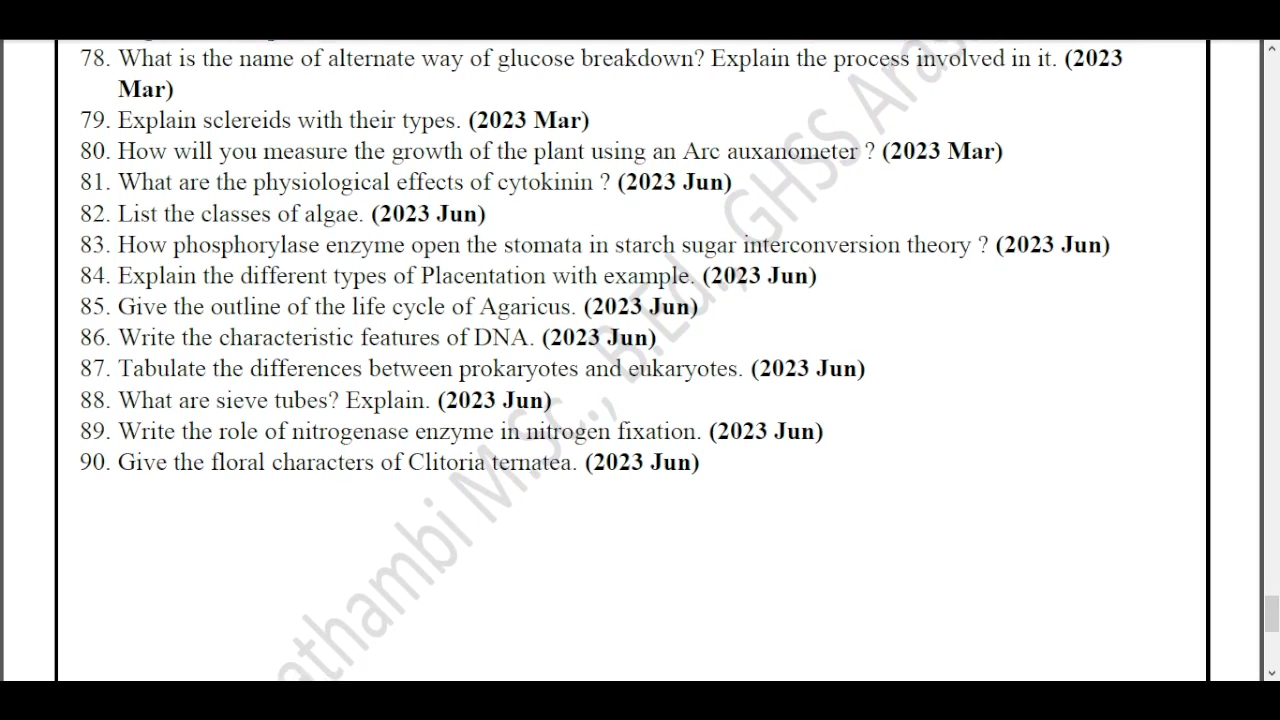 78. What is the name of alternate way of glucose breakdown? Explain the process involved in it. (2023
Mar)
79. Explain sclereids with their types. (2023 Mar)
80. How will you measure the growth of the plant using an Arc auxanometer ? (2023 Mar)
81. What are the physiological effects of cytokinin ? (2023 Jun)
82. List the classes of algae. (2023 Jun)
83. How phosphorylase enzyme open the stomata in starch sugar interconversion theory ? (2023 Jun)
84. Explain the different types of Placentation with example. (2023 Jun)
85. Give the outline of the life cycle of Agaricus. (2023 Jun)
86. Write the characteristic features of DNA. (2023 Jun)
87. Tabulate the differences between prokaryotes and eukaryotes. (2023 Jun)
88. What are sieve tubes? Explain. (2023 Jun)
89. Write the role of nitrogenase enzyme in nitrogen fixation. (2023 Jun)
90. Give the floral characters of Clitoria ternatea. (2023 Jun)
M.Sc., B.Ed., GHSS